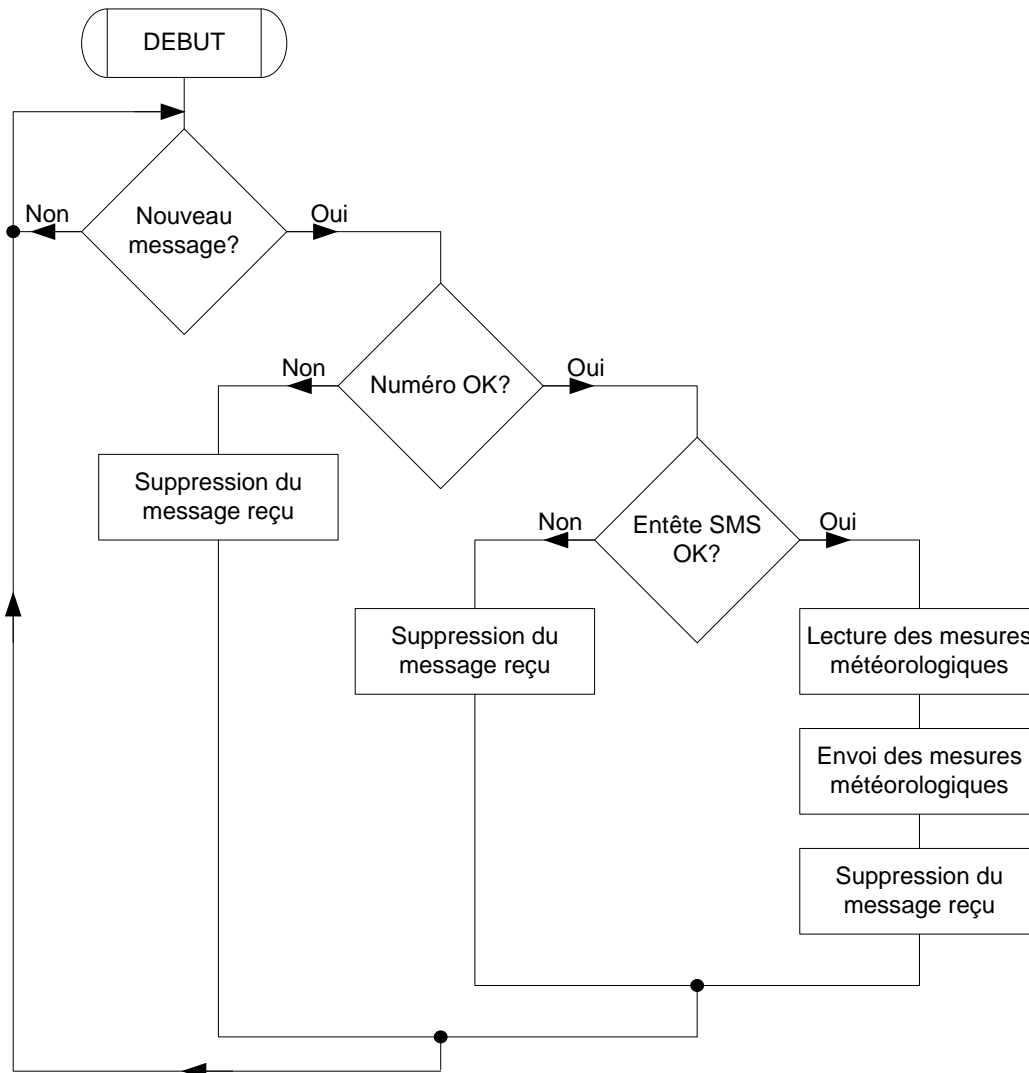 DEBUT
Nouveau
message?
Non
Oui
Numéro OK?
Non
Oui
Suppression du
message reçu
Entête SMS
OK?
Non
Oui
Suppression du
message reçu
Lecture des mesures
météorologiques
Envoi des mesures
météorologiques
Suppression du
message reçu